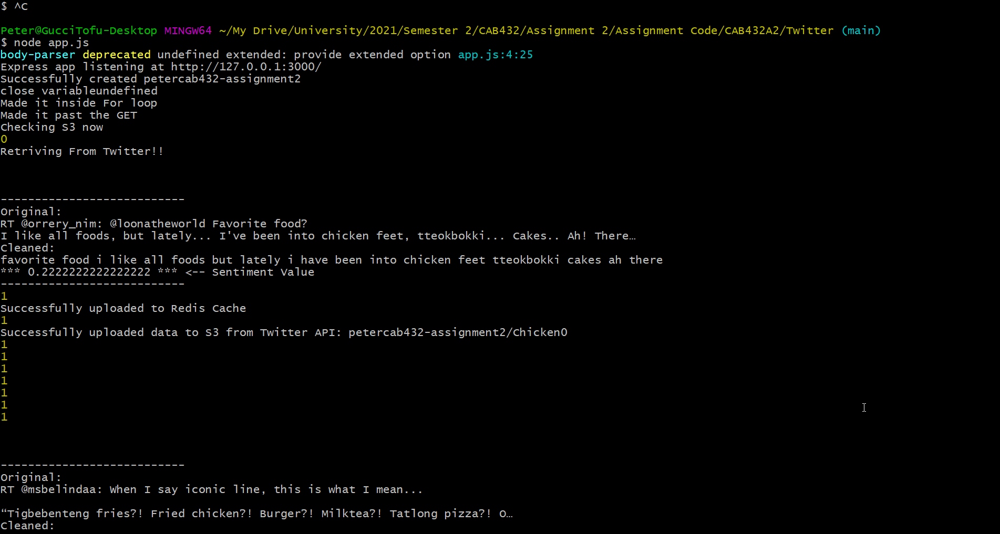 $ ^C
Peter@GucciTofu-Desktop MINGW64 ~/My Drive/University/2021/Semester 2/CAB432/Assignment 2/Assignment Code/CAB432A2/Twitter (main)
$ node app.js
body-parser deprecated undefined extended: provide extended option app.js:4:25
Express app listening at http://127.0.0.1:3000/
Successfully created petercab432-assignment2
close variableundefined
Made it inside For loop
Made it past the GET
Checking S3 now
0
Retriving From Twitter!!
---------------------------
Original:
RT @orrery_nim: @loonatheworld Favorite food?
I like all foods, but lately... I've been into chicken feet, tteokbokki... Cakes.. Ah! There…
Cleaned:
favorite food i like all foods but lately i have been into chicken feet tteokbokki cakes ah there
*** 0.2222222222222222 *** <-- Sentiment Value
---------------------------
1
Successfully uploaded to Redis Cache
1
Successfully uploaded data to S3 from Twitter API: petercab432-assignment2/Chicken0
1
1
1
1
1
1
1
---------------------------
Original:
RT @msbelindaa: When I say iconic line, this is what I mean...
“Tigbebenteng fries?! Fried chicken?! Burger?! Milktea?! Tatlong pizza?! O…
Cleaned: